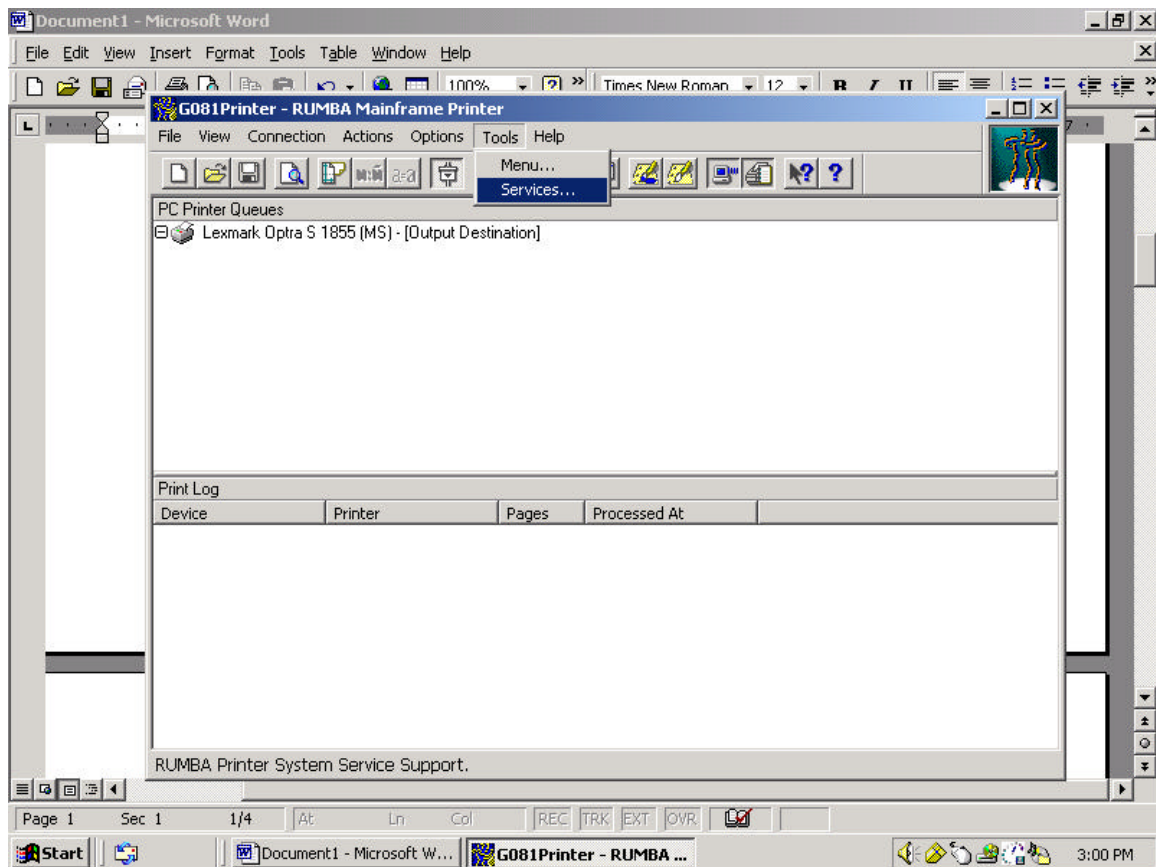 Document1 - Microsoft Word
File Edit View Insert Format Tools Table Window Help
100% Times New Roman 12 B I U
G081Printer - RUMBA Mainframe Printer
File View Connection Actions Options Tools Help
Menu...
Services...
PC Printer Queues
Lexmark Optra S 1855 (MS) - [Output Destination]
Print Log
Device Printer Pages Processed At
RUMBA Printer System Service Support.
Page 1 Sec 1 1/4 At Ln Col REC TRK EXT OVR
Start Document1 - Microsoft W... G081Printer - RUMBA ... 3:00 PM